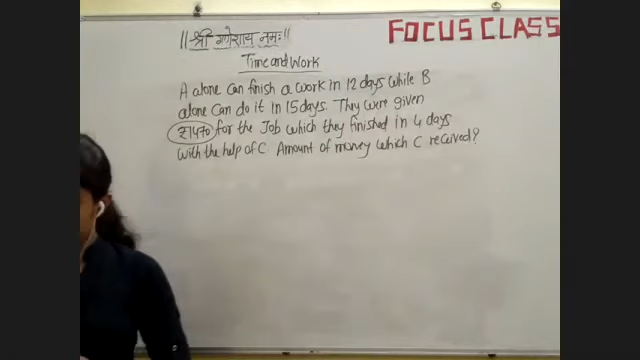 ||श्री गणेशाय नमः||
FOCUS CLASS
Time and Work
A alone can finish a work in 12 days while B
alone can do it in 15 days. They were given
₹1470 for the Job which they finished in 4 days
with the help of C. Amount of money which C received?